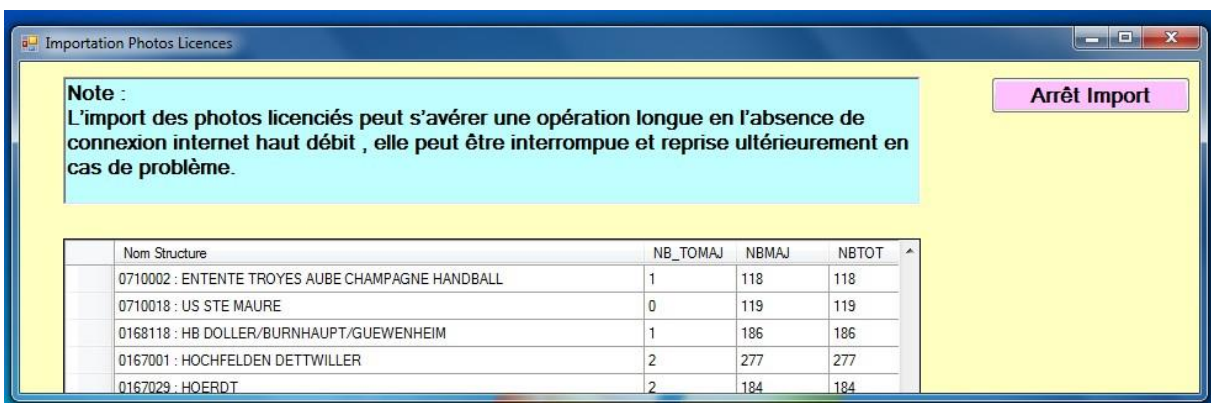 Importation Photos Licences
Note :
L'import des photos licenciés peut s'avérer une opération longue en l'absence de
connexion internet haut débit , elle peut être interrompue et reprise ultérieurement en
cas de problème.
Arrêt Import
Nom Structure NB_TOMAJ NBMAJ NBTOT
0710002 : ENTENTE TROYES AUBE CHAMPAGNE HANDBALL 1 118 118
0710018 : US STE MAURE 0 119 119
0168118 : HB DOLLER/BURNHAUPT/GUEWENHEIM 1 186 186
0167001 : HOCHFELDEN DETTWILLER 2 277 277
0167029 : HOERDT 2 184 184